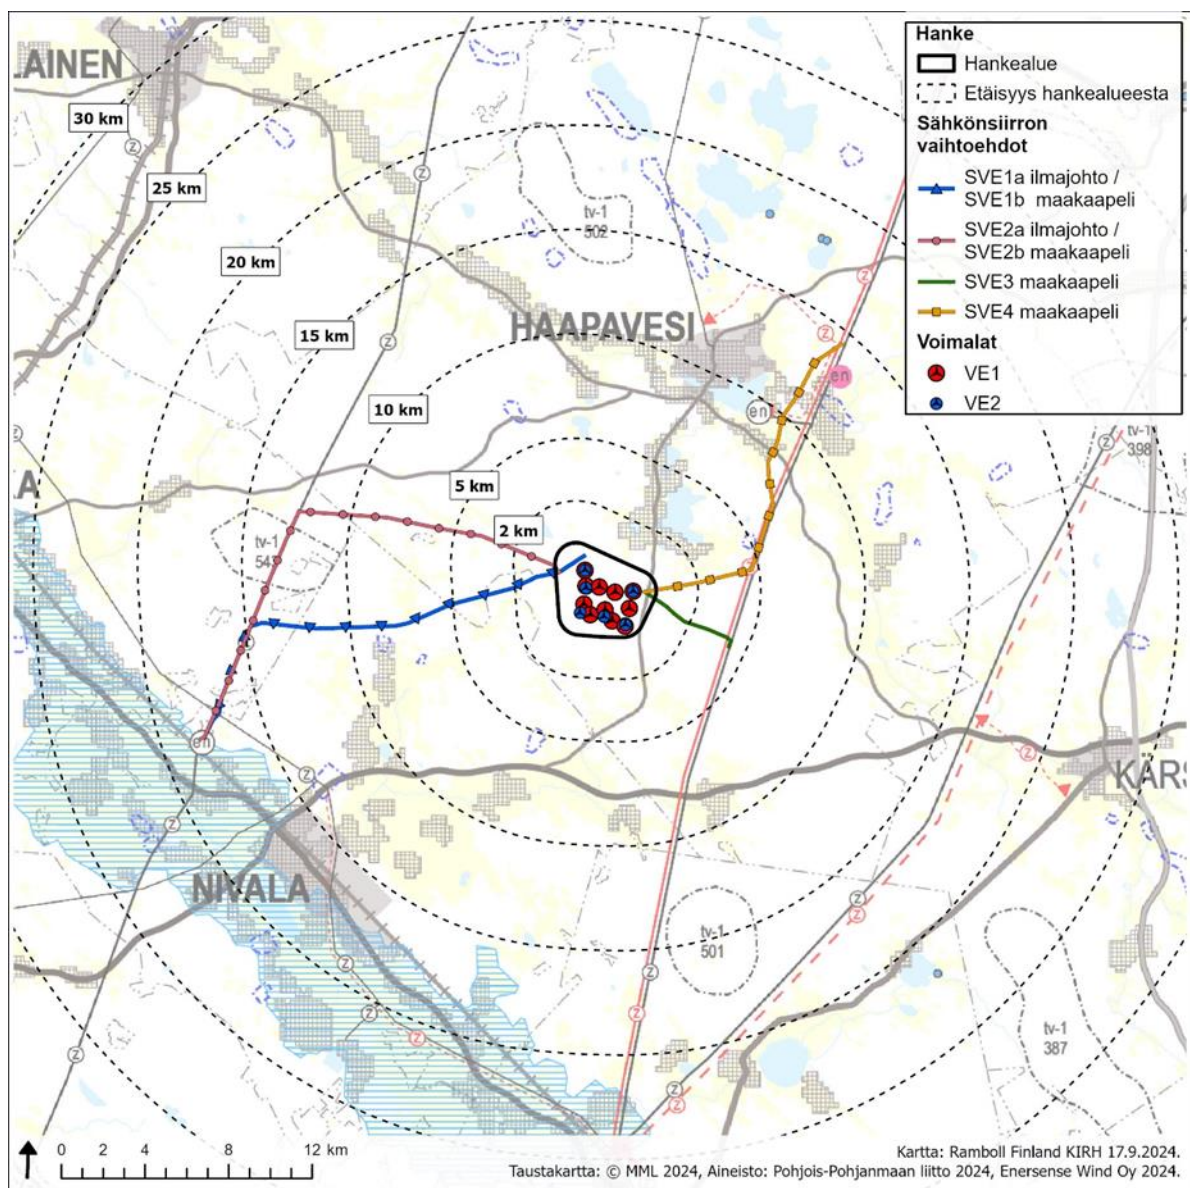 Hanke
Hankealue
Etäisyys hankealueesta
Sähkönsiirron
vaihtoehdot
SVE1a ilmajohto /
SVE1b maakaapeli
SVE2a ilmajohto /
SVE2b maakaapeli
SVE3 maakaapeli
SVE4 maakaapeli
Voimalat
VE1
VE2
LAINEN
30 km
25 km
20 km
15 km
10 km
5 km
2 km
tv-1
502
HAAPAVESI
en
en
tv-1
398
A
tv-1
en
NIVALA
KÄRS
tv-1
501
tv-1
387
0 4 8 12 km
Kartta: Ramboll Finland KIRH 17.9.2024.
Taustakartta: © MML 2024, Aineisto: Pohjois-Pohjanmaan liitto 2024, Enersense Wind Oy 2024.